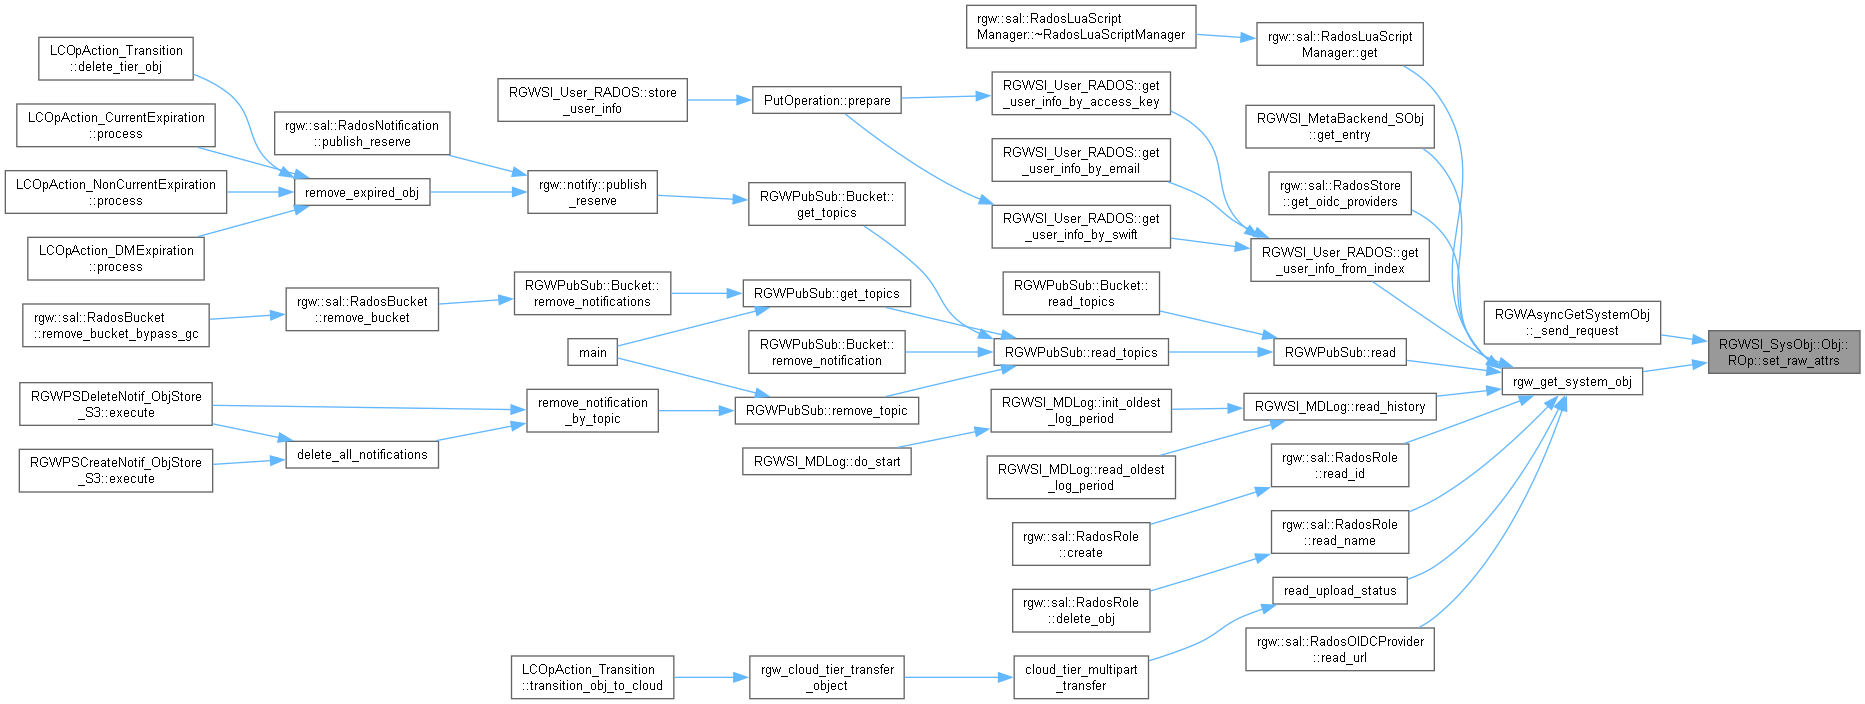 LCOpAction_Transition
::delete_tier_obj
LCOpAction_CurrentExpiration
::process
LCOpAction_NonCurrentExpiration
::process
LCOpAction_DMExpiration
::process
rgw::sal::RadosBucket
::remove_bucket_bypass_gc
RGWPSDeleteNotif_ObjStore
_S3::execute
RGWPSCreateNotif_ObjStore
_S3::execute
rgw::sal::RadosNotification
::publish_reserve
remove_expired_obj
rgw::sal::RadosBucket
::remove_bucket
delete_all_notifications
RGWSI_User_RADOS::store
_user_info
rgw::notify::publish
_reserve
RGWPubSub::Bucket::
remove_notifications
main
remove_notification
_by_topic
LCOpAction_Transition
::transition_obj_to_cloud
PutOperation::prepare
RGWPubSub::Bucket::
get_topics
RGWPubSub::get_topics
RGWPubSub::Bucket::
remove_notification
RGWPubSub::remove_topic
RGWSI_MDLog::do_start
rgw_cloud_tier_transfer
_object
rgw::sal::RadosLuaScript
Manager::~RadosLuaScriptManager
RGWSI_User_RADOS::get
_user_info_by_access_key
RGWSI_User_RADOS::get
_user_info_by_email
RGWSI_User_RADOS::get
_user_info_by_swift
RGWPubSub::Bucket::
read_topics
RGWPubSub::read_topics
RGWSI_MDLog::init_oldest
_log_period
RGWSI_MDLog::read_oldest
_log_period
rgw::sal::RadosRole
::create
rgw::sal::RadosRole
::delete_obj
cloud_tier_multipart
_transfer
rgw::sal::RadosLuaScript
Manager::get
RGWSI_MetaBackend_SObj
::get_entry
rgw::sal::RadosStore
::get_oidc_providers
RGWSI_User_RADOS::get
_user_info_from_index
RGWPubSub::read
RGWSI_MDLog::read_history
rgw::sal::RadosRole
::read_id
rgw::sal::RadosRole
::read_name
read_upload_status
rgw::sal::RadosOIDCProvider
::read_url
RGWAsyncGetSystemObj
::_send_request
rgw_get_system_obj
RGWSI_SysObj::Obj::
ROp::set_raw_attrs